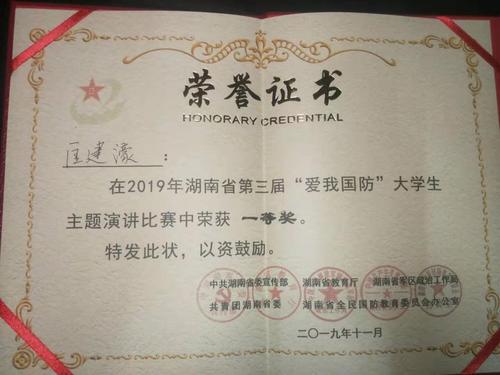 荣誉证书
HONORARY CREDENTIAL
匡建濠：
在2019年湖南省第三届“爱我国防”大学生
主题演讲比赛中荣获 一等奖。
特发此状，以资鼓励。
中共湖南省委宣传部 湖南省教育厅 湖南省军区政治工作局
共青团湖南省委 湖南省全民国防教育委员会办公室
二〇一九年十一月